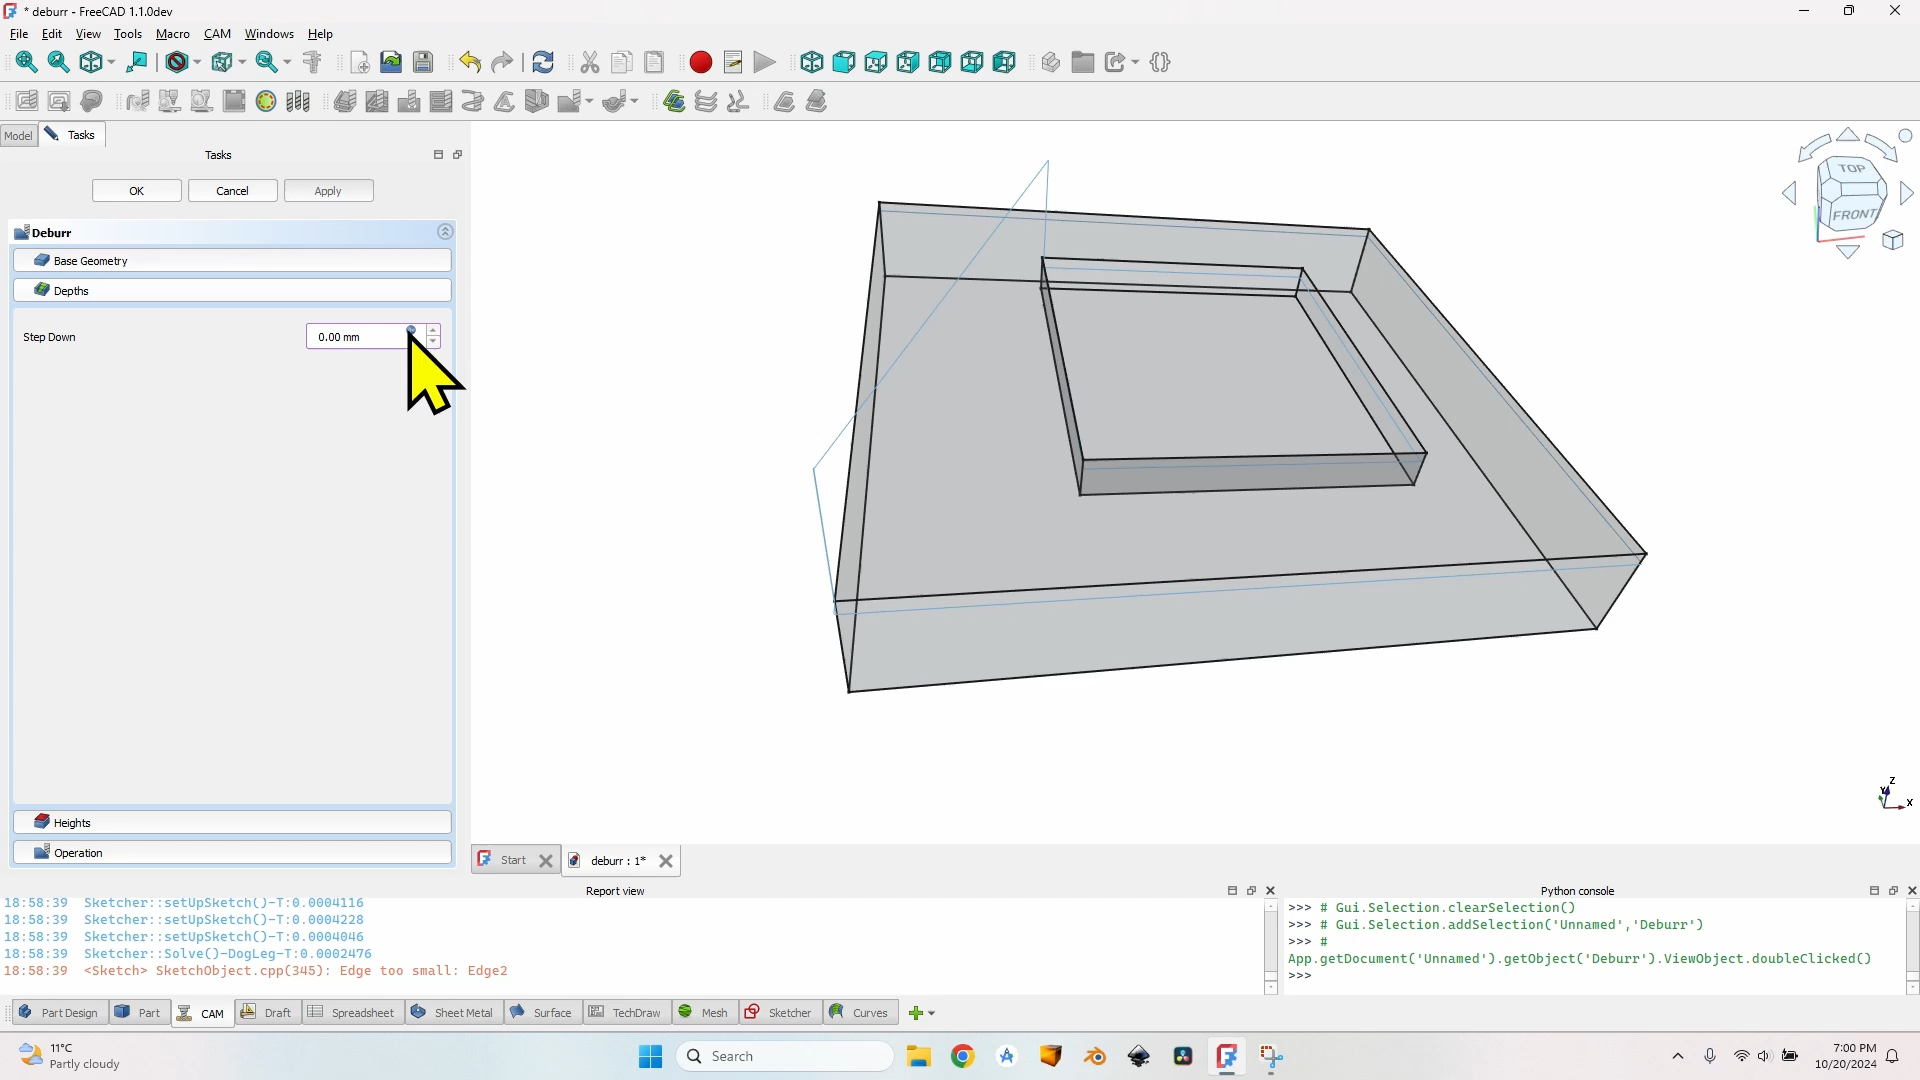 * deburr - FreeCAD 1.1.0dev
File Edit View Tools Macro CAM Windows Help
Model Tasks
Tasks
OK Cancel Apply
Deburr
Base Geometry
Depths
Step Down 0.00 mm
Heights
Operation
TOP
FRONT
Z
Y
X
Start deburr : 1*
Report view
18:58:39 Sketcher::setUpSketch()-T:0.0004116
18:58:39 Sketcher::setUpSketch()-T:0.0004228
18:58:39 Sketcher::setUpSketch()-T:0.0004046
18:58:39 Sketcher::Solve()-DogLeg-T:0.0002476
18:58:39 <Sketch> SketchObject.cpp(345): Edge too small: Edge2
Python console
>>> # Gui.Selection.clearSelection()
>>> # Gui.Selection.addSelection('Unnamed','Deburr')
>>> #
App.getDocument('Unnamed').getObject('Deburr').ViewObject.doubleClicked()
>>>
Part Design Part CAM Draft Spreadsheet Sheet Metal Surface TechDraw Mesh Sketcher Curves
11°C
Partly cloudy
Search
7:00 PM
10/20/2024